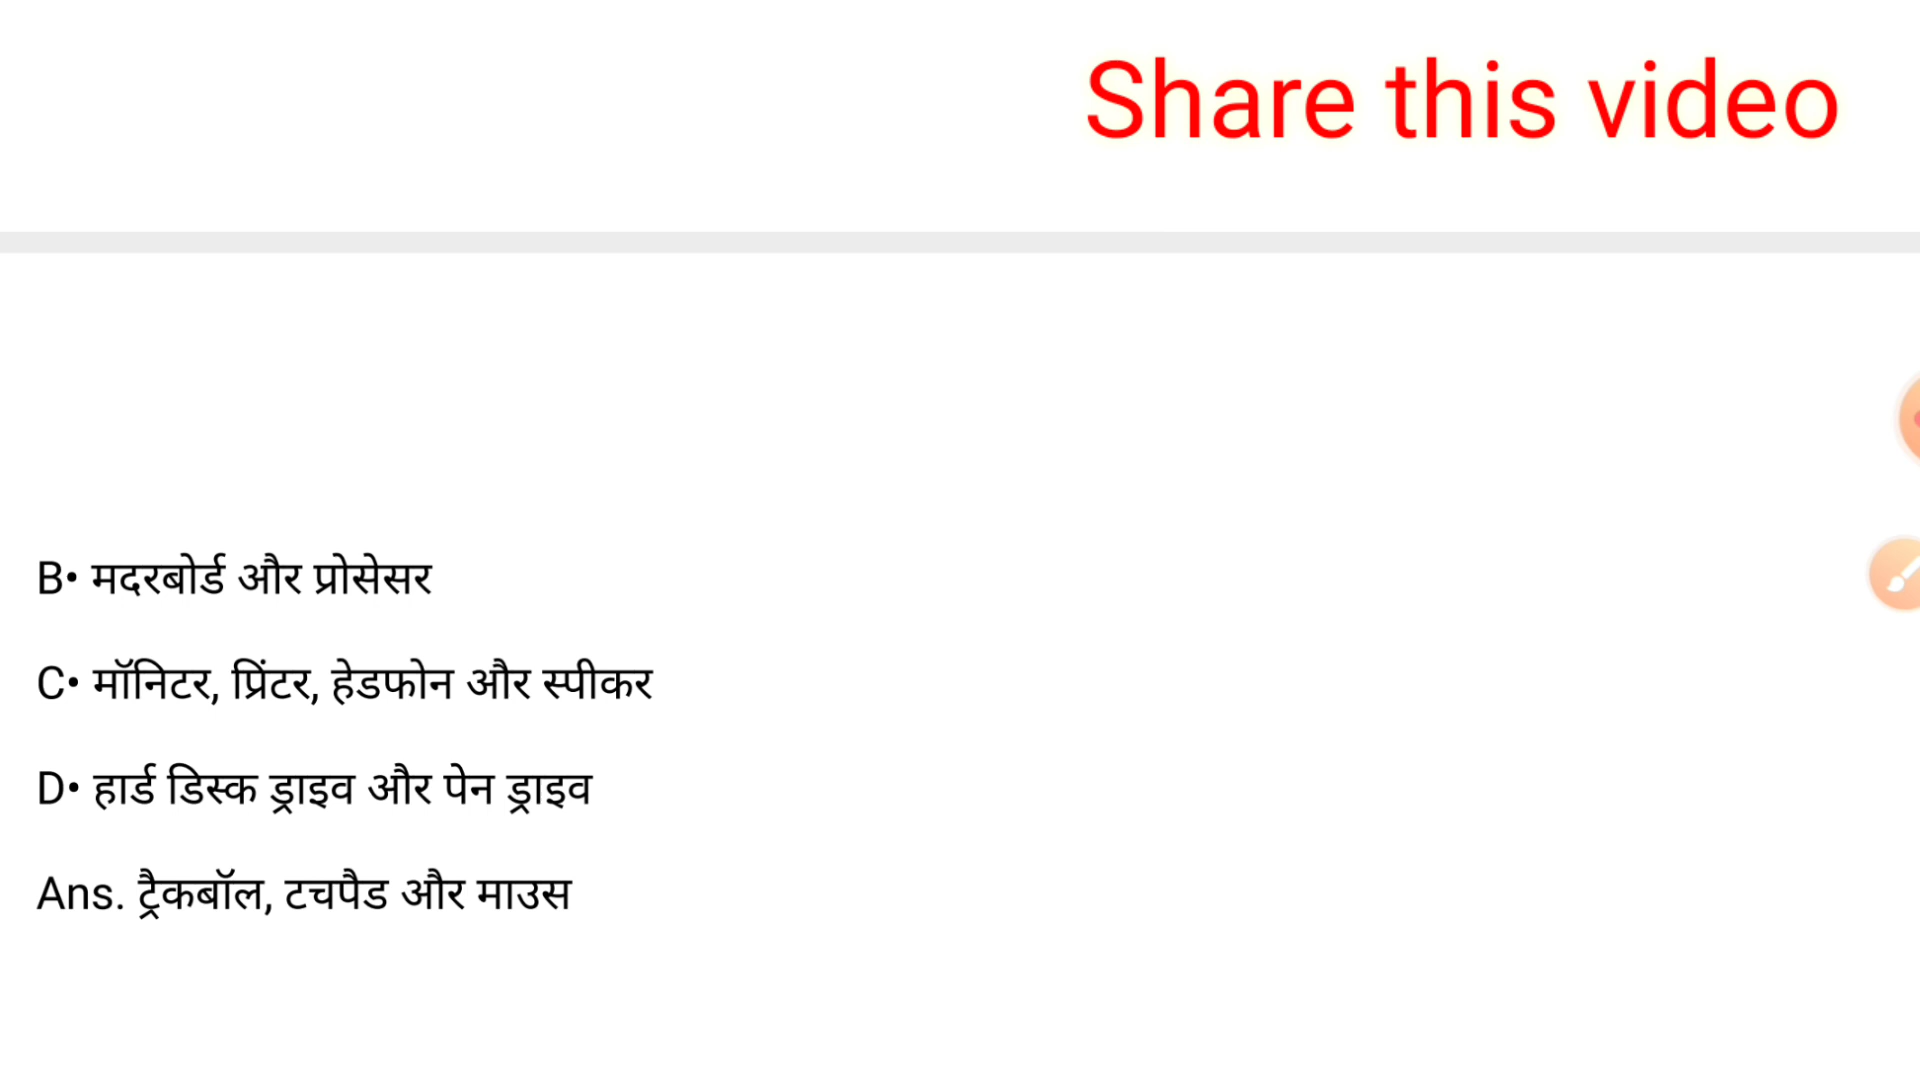 Share this video
B• मदरबोर्ड और प्रोसेसर
C• मॉनिटर, प्रिंटर, हेडफोन और स्पीकर
D• हार्ड डिस्क ड्राइव और पेन ड्राइव
Ans. ट्रैकबॉल, टचपैड और माउस